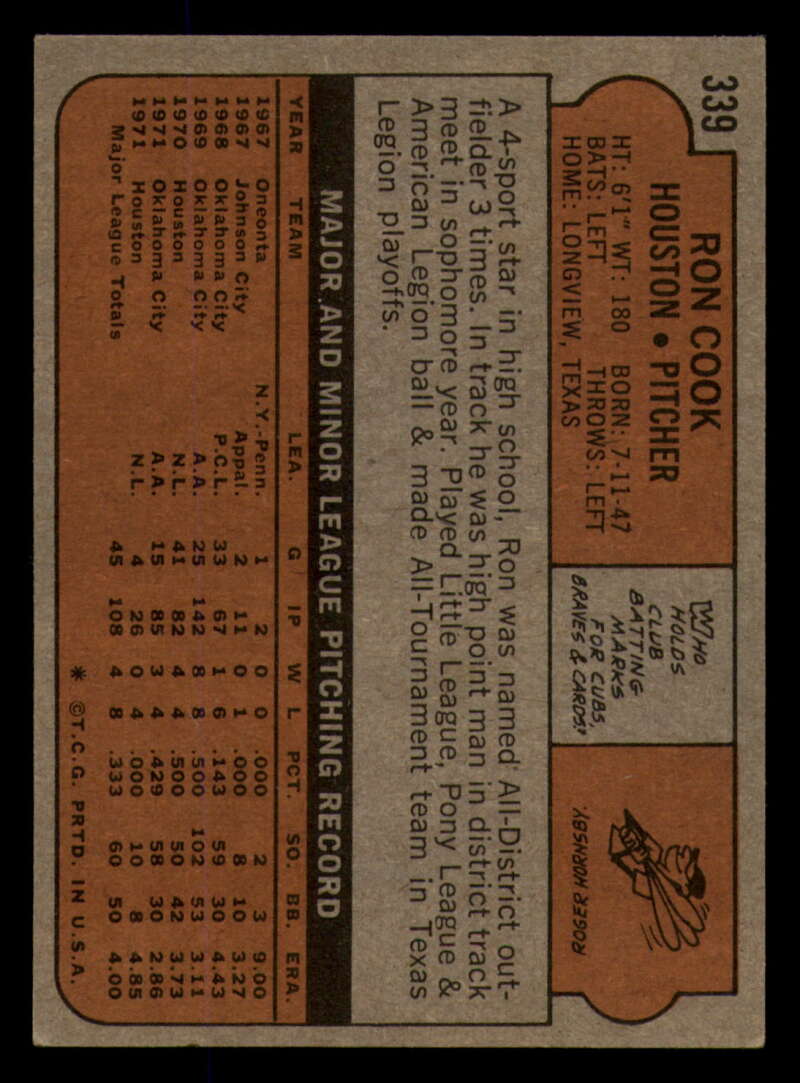 339
RON COOK
HOUSTON • PITCHER
HT: 6'1" WT: 180 BORN: 7-11-47
BATS: LEFT THROWS: LEFT
HOME: LONGVIEW, TEXAS
WHO
HOLDS
CLUB
BATTING
MARKS
FOR CUBS,
BRAVES & CARDS?
ROGER HORNSBY.
A 4-sport star in high school, Ron was named All-District out-
fielder 3 times. In track he was high point man in district track
meet in sophomore year. Played Little League, Pony League &
American Legion ball & made All-Tournament team in Texas
Legion playoffs.
MAJOR AND MINOR LEAGUE PITCHING RECORD
YEAR TEAM LEA. G IP W L PCT. SO. BB. ERA.
1967 Oneonta N.Y.-Penn. 1 2 0 0 .000 2 3 9.00
1967 Johnson City Appal. 2 11 0 1 .000 8 10 3.27
1968 Oklahoma City P.C.L. 33 67 1 6 .143 59 30 4.43
1969 Oklahoma City A.A. 25 142 8 8 .500 102 53 3.11
1970 Houston N.L. 41 82 4 4 .500 50 42 3.73
1971 Oklahoma City A.A. 15 85 3 4 .429 58 30 2.86
1971 Houston N.L. 4 26 0 4 .000 10 8 4.85
Major League Totals 45 108 4 8 .333 60 50 4.00
* ©T.C.G. PRTD. IN U.S.A.